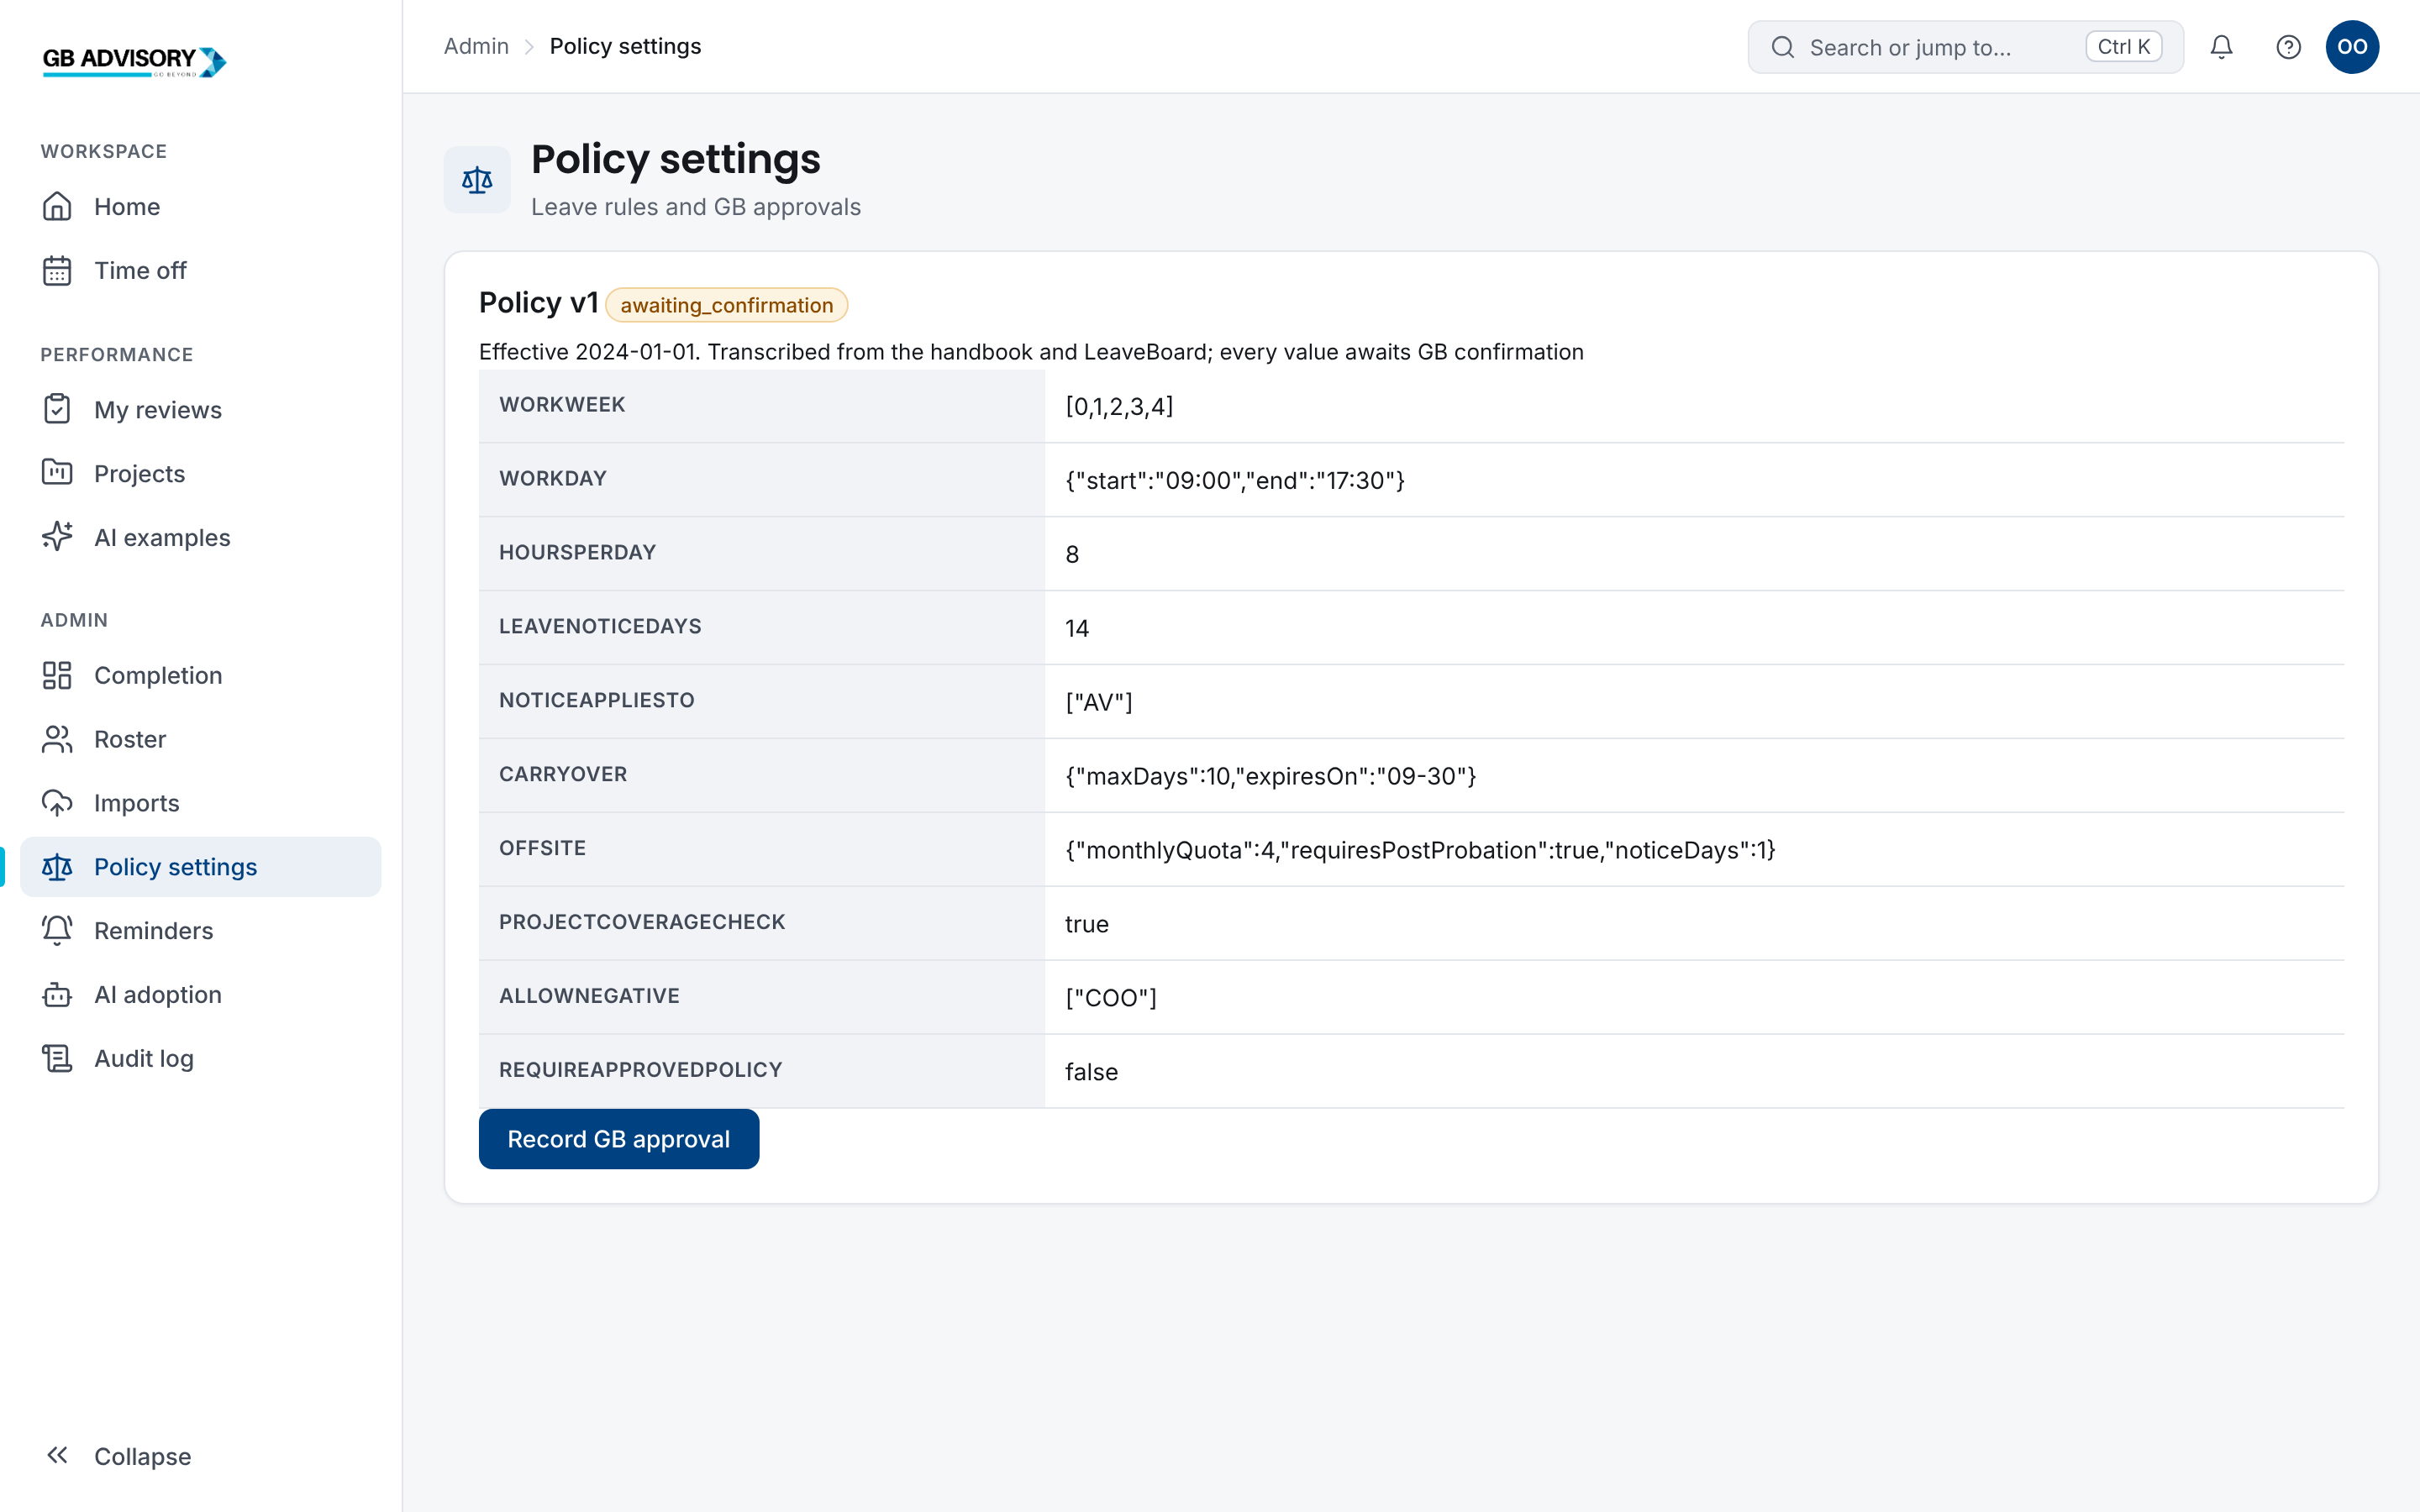 GB ADVISORY
GO BEYOND
WORKSPACE
Home
Time off
PERFORMANCE
My reviews
Projects
AI examples
ADMIN
Completion
Roster
Imports
Policy settings
Reminders
AI adoption
Audit log
Collapse
Admin > Policy settings
Search or jump to... Ctrl K
OO
Policy settings
Leave rules and GB approvals
Policy v1 awaiting_confirmation
Effective 2024-01-01. Transcribed from the handbook and LeaveBoard; every value awaits GB confirmation
WORKWEEK [0,1,2,3,4]
WORKDAY {"start":"09:00","end":"17:30"}
HOURSPERDAY 8
LEAVENOTICEDAYS 14
NOTICEAPPLIESTO ["AV"]
CARRYOVER {"maxDays":10,"expiresOn":"09-30"}
OFFSITE {"monthlyQuota":4,"requiresPostProbation":true,"noticeDays":1}
PROJECTCOVERAGECHECK true
ALLOWNEGATIVE ["COO"]
REQUIREAPPROVEDPOLICY false
Record GB approval